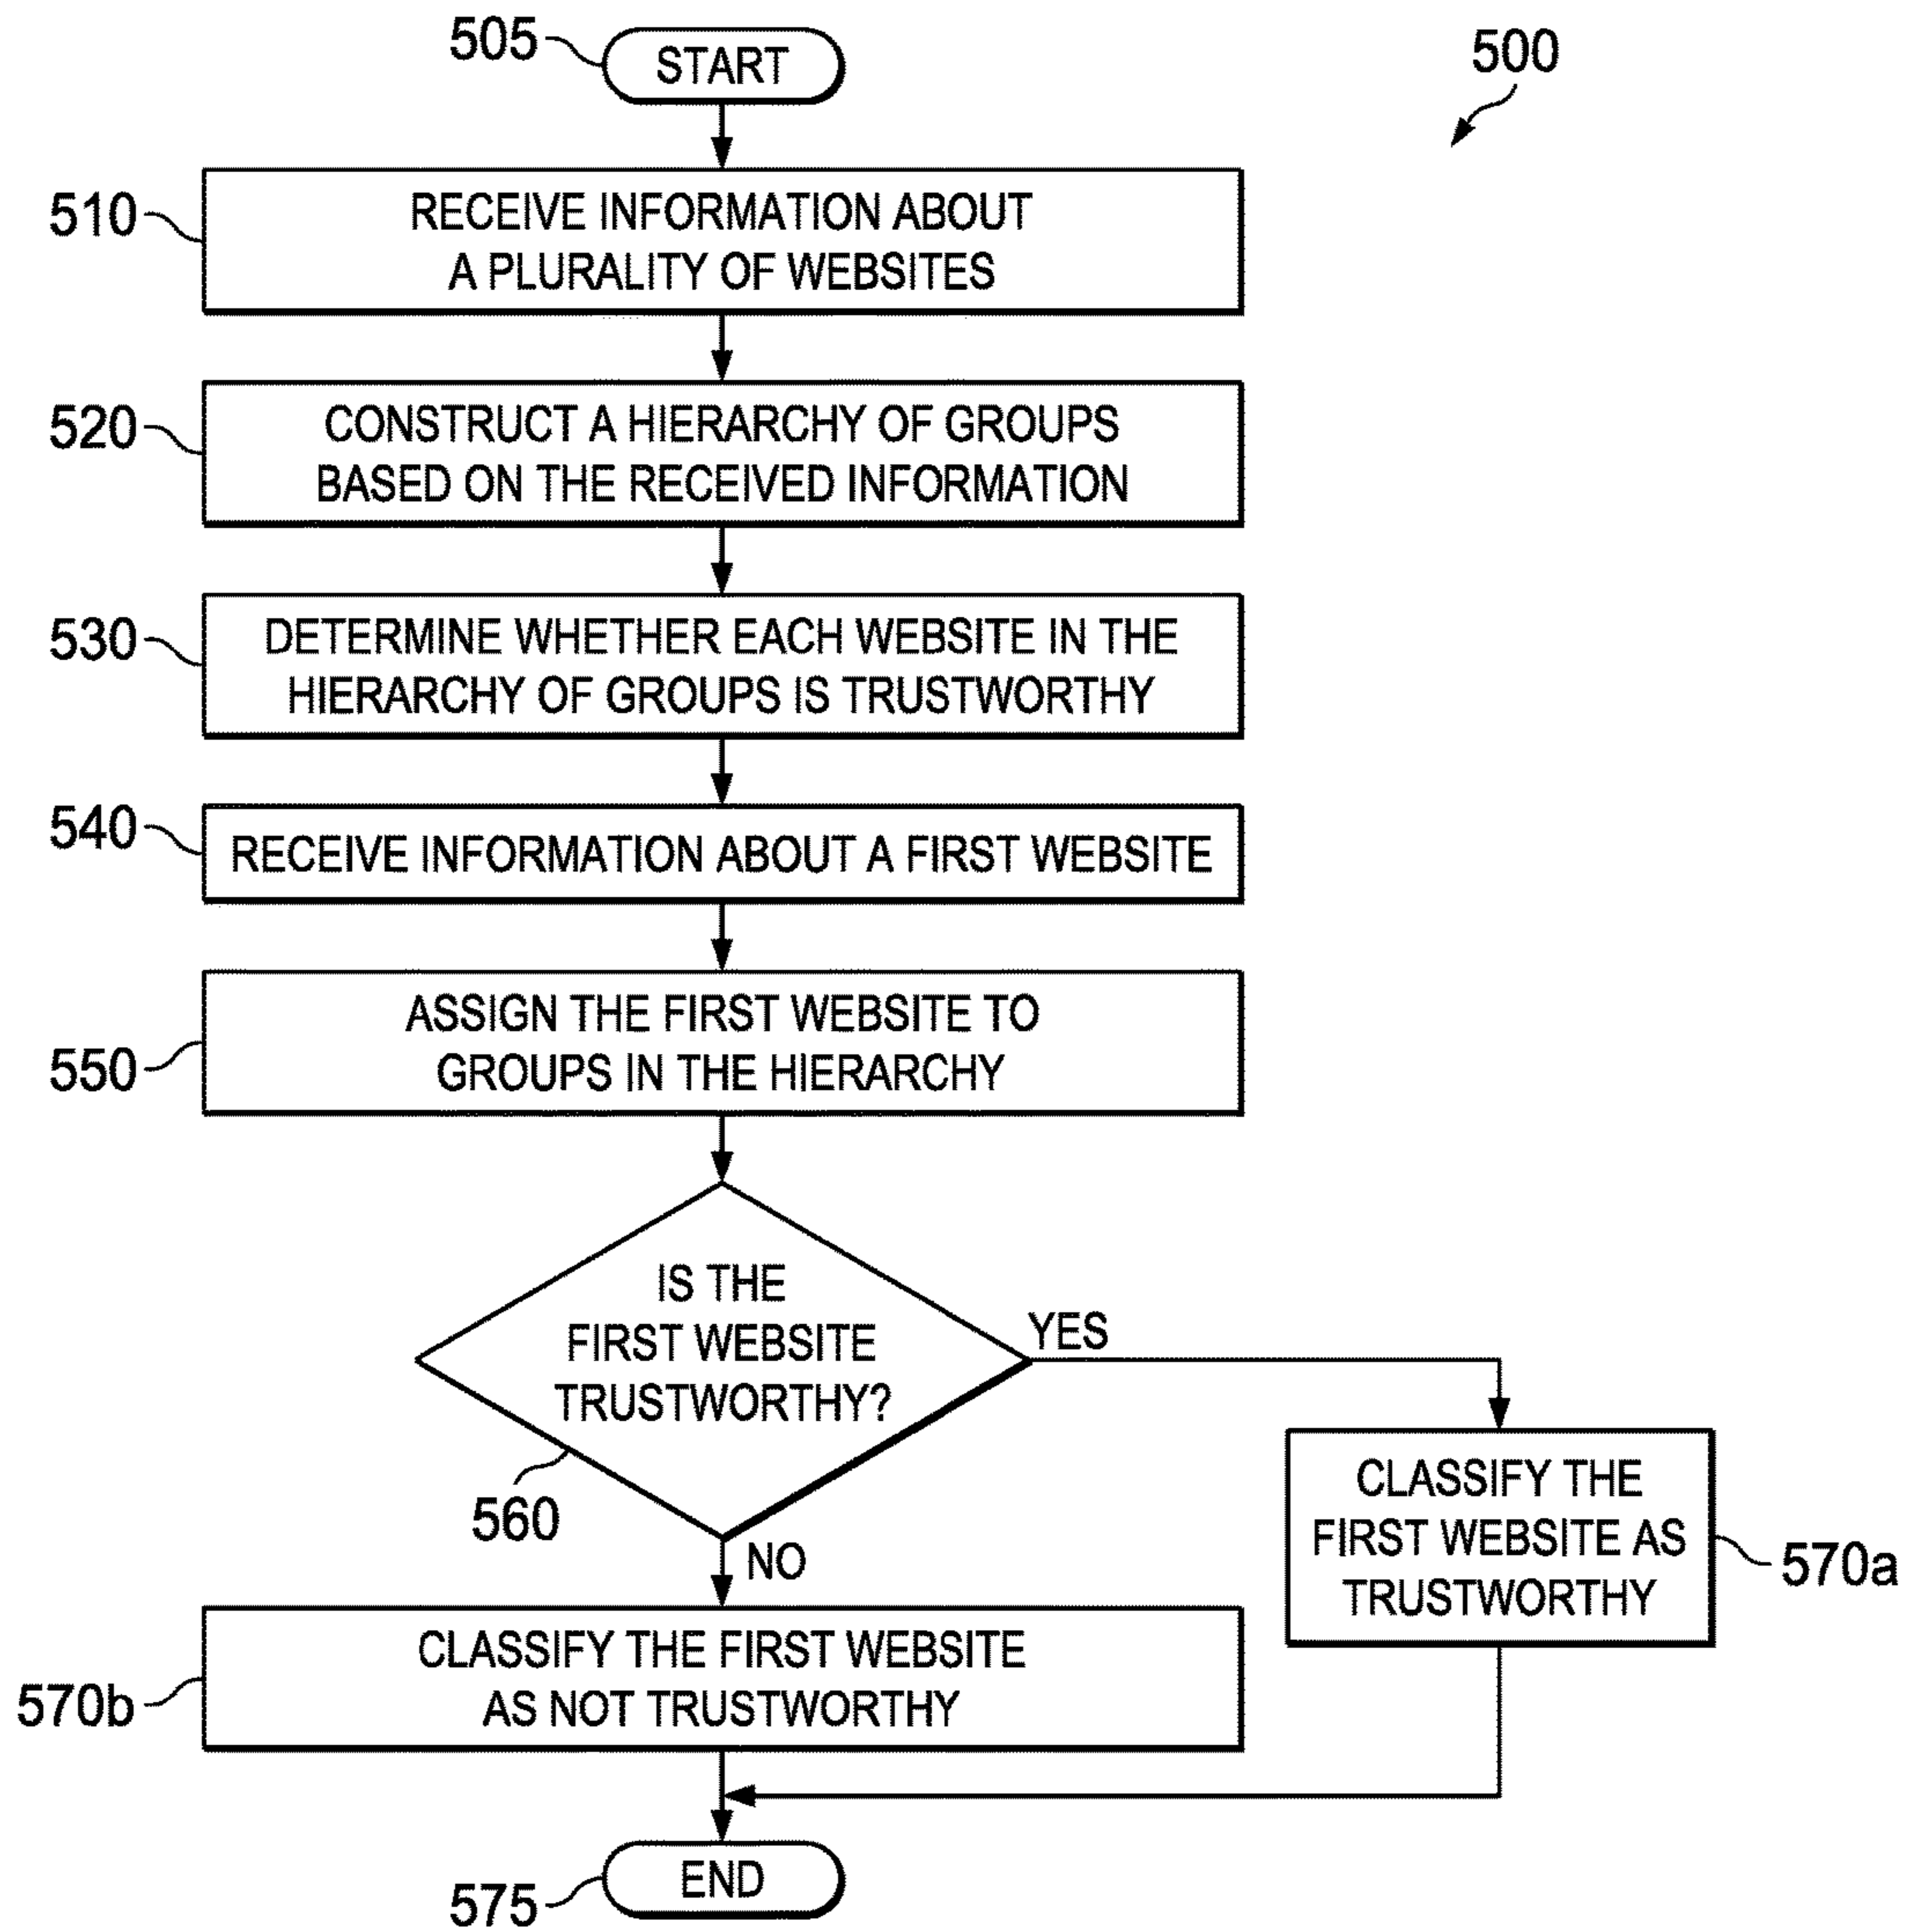 505
START
500
510
RECEIVE INFORMATION ABOUT
A PLURALITY OF WEBSITES
520
CONSTRUCT A HIERARCHY OF GROUPS
BASED ON THE RECEIVED INFORMATION
530
DETERMINE WHETHER EACH WEBSITE IN THE
HIERARCHY OF GROUPS IS TRUSTWORTHY
540
RECEIVE INFORMATION ABOUT A FIRST WEBSITE
550
ASSIGN THE FIRST WEBSITE TO
GROUPS IN THE HIERARCHY
IS THE
FIRST WEBSITE
TRUSTWORTHY?
560
YES
NO
CLASSIFY THE
FIRST WEBSITE AS
TRUSTWORTHY
570a
570b
CLASSIFY THE FIRST WEBSITE
AS NOT TRUSTWORTHY
575
END